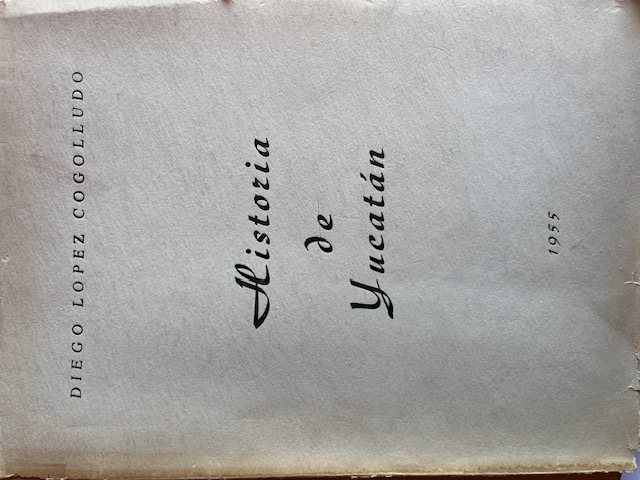 DIEGO LOPEZ COGOLLUDO
Historia
de
Yucatán
1955